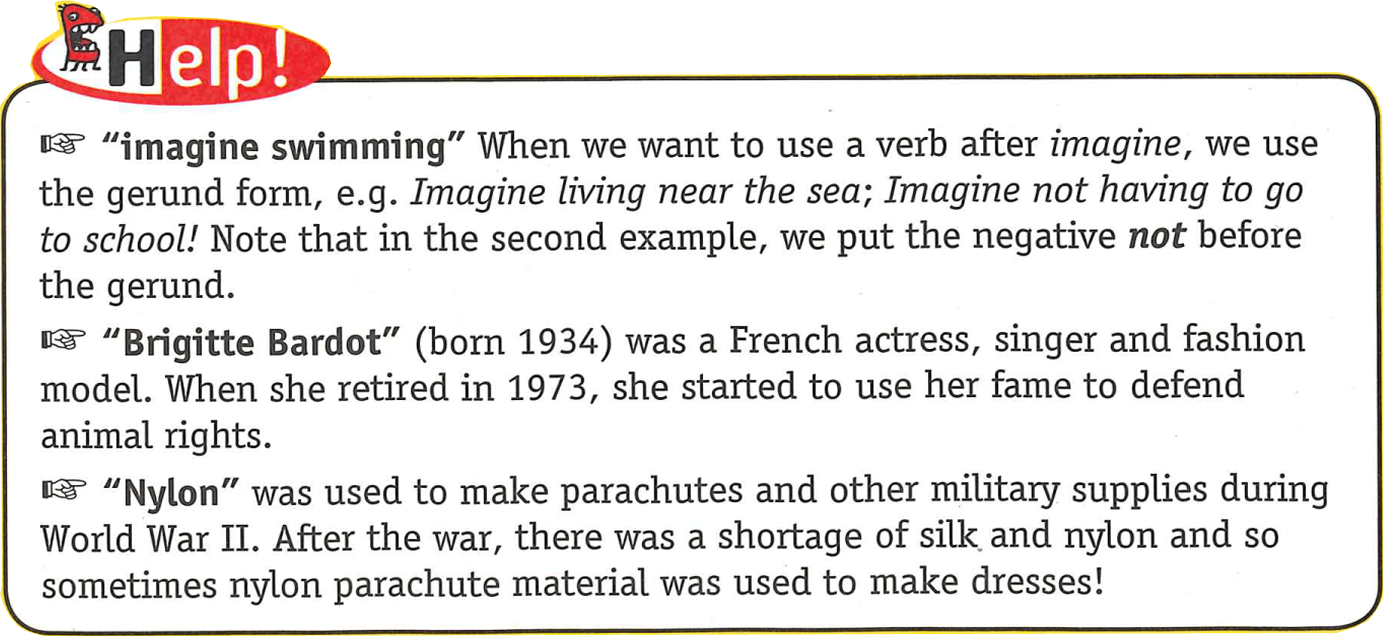 Help!
☞ “imagine swimming” When we want to use a verb after imagine, we use
the gerund form, e.g. Imagine living near the sea; Imagine not having to go
to school! Note that in the second example, we put the negative not before
the gerund.
☞ “Brigitte Bardot” (born 1934) was a French actress, singer and fashion
model. When she retired in 1973, she started to use her fame to defend
animal rights.
☞ “Nylon” was used to make parachutes and other military supplies during
World War II. After the war, there was a shortage of silk and nylon and so
sometimes nylon parachute material was used to make dresses!